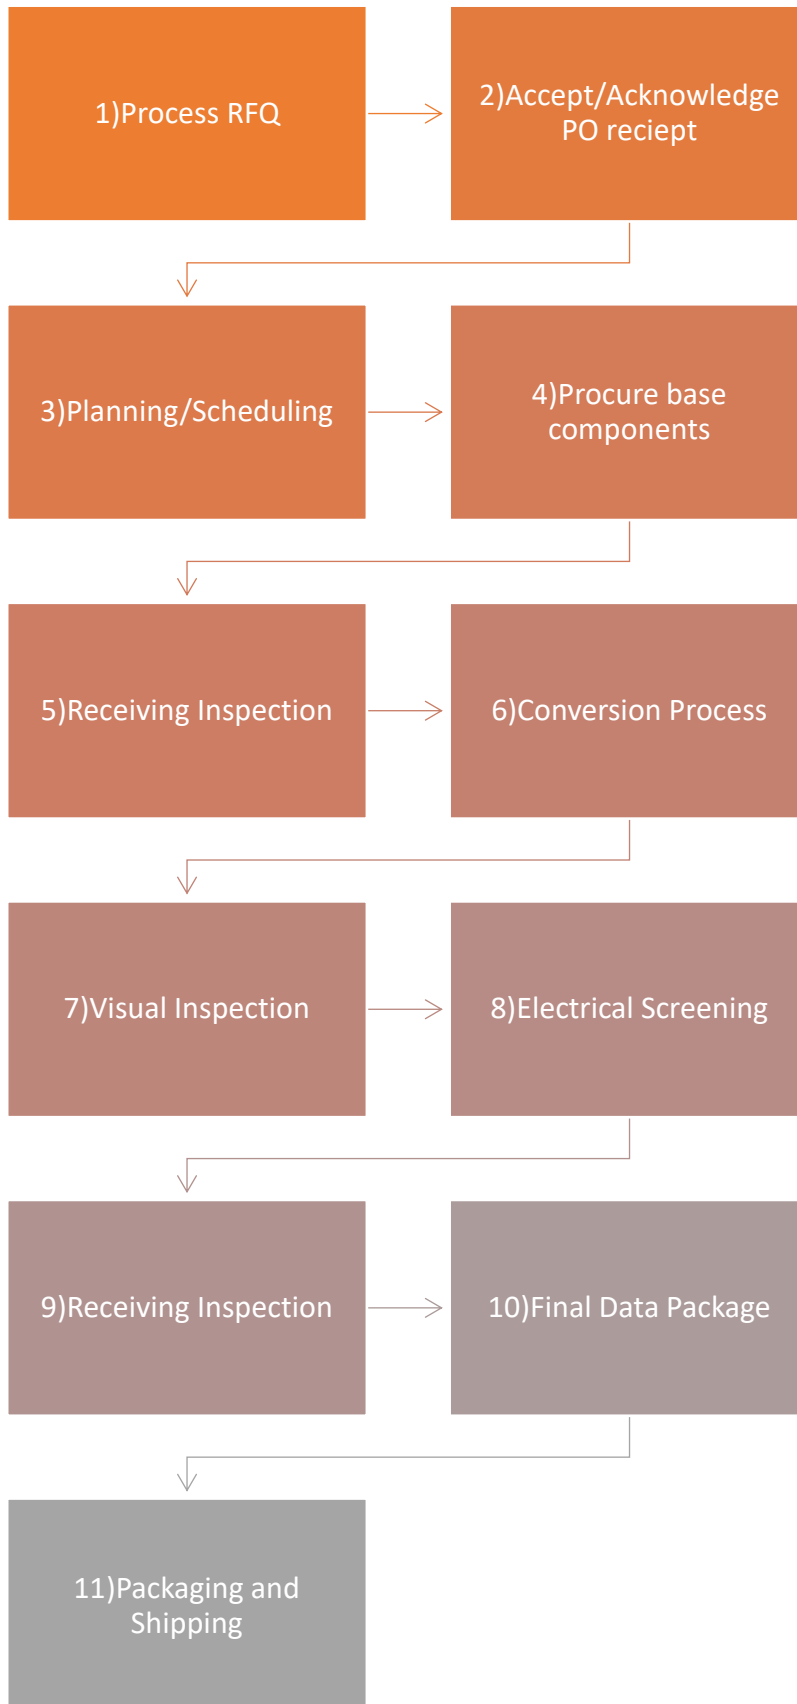 1)Process RFQ
2)Accept/Acknowledge
PO reciept
3)Planning/Scheduling
4)Procure base
components
5)Receiving Inspection
6)Conversion Process
7)Visual Inspection
8)Electrical Screening
9)Receiving Inspection
10)Final Data Package
11)Packaging and
Shipping